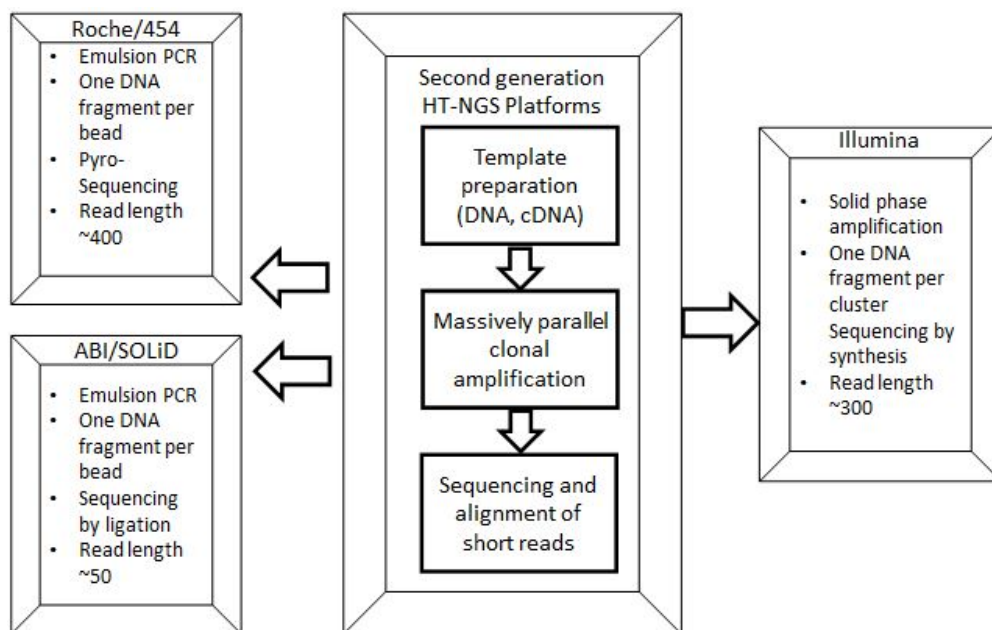 Roche/454
• Emulsion PCR
• One DNA
fragment per
bead
• Pyro-
Sequencing
• Read length
~400
ABI/SOLiD
• Emulsion PCR
• One DNA
fragment per
bead
• Sequencing
by ligation
• Read length
~50
Second generation
HT-NGS Platforms
Template
preparation
(DNA, cDNA)
Massively parallel
clonal
amplification
Sequencing and
alignment of
short reads
Illumina
• Solid phase
amplification
• One DNA
fragment per
cluster
Sequencing by
synthesis
• Read length
~300